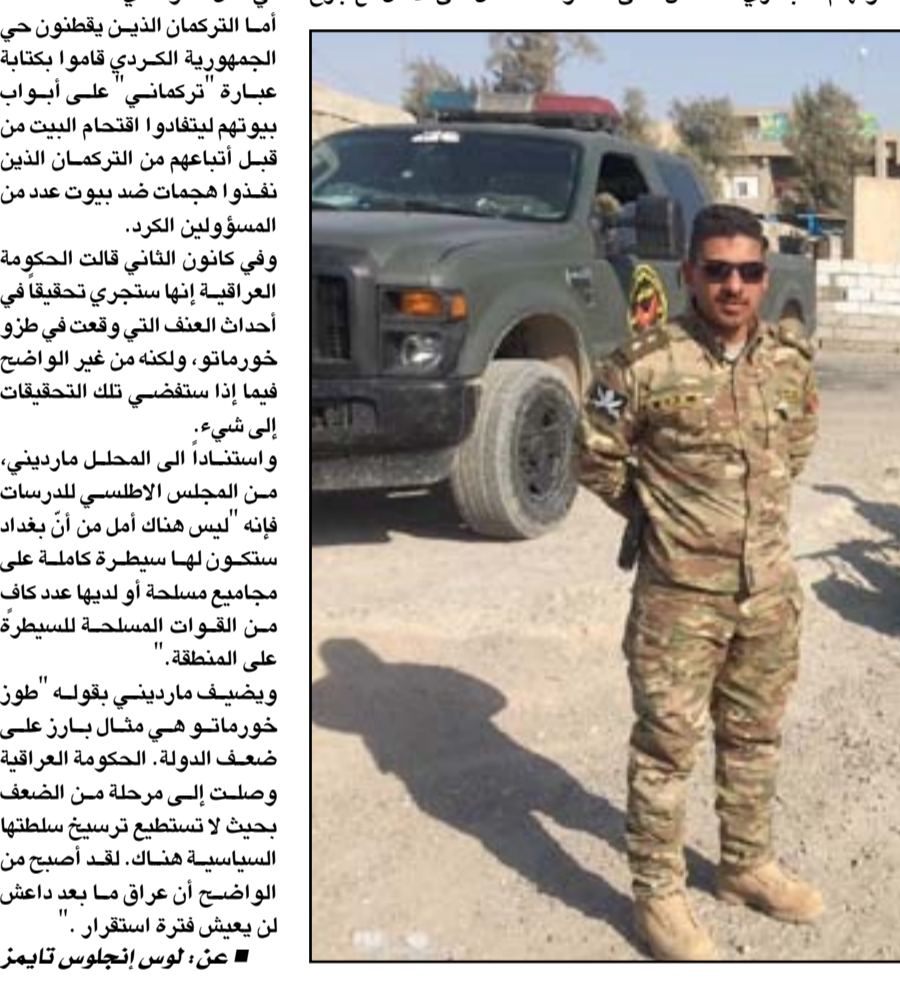 أما التركمان الذين يقطنون حي
الجمهورية الكردي قاموا بكتابة
عبارة "تركماني" على أبواب
بيوتهم ليتفادوا اقتحام البيت من
قبل أتباعهم من التركمان الذين
نفذوا هجمات ضد بيوت عدد من
المسؤولين الكرد.
وفي كانون الثاني قالت الحكومة
العراقية إنها ستجري تحقيقاً في
أحداث العنف التي وقعت في طزو
خورماتو، ولكنه من غير الواضح
فيما إذا ستفضي تلك التحقيقات
إلى شيء.
واستناداً الى المحلل مارديني،
من المجلس الاطلسي للدرسات
فإنه "ليس هناك أمل من أنّ بغداد
ستكون لها سيطرة كاملة على
مجاميع مسلحة أو لديها عدد كاف
من القوات المسلحة للسيطرة
على المنطقة."
ويضيف مارديني بقوله "طوز
خورماتو هي مثال بارز على
ضعف الدولة. الحكومة العراقية
وصلت إلى مرحلة من الضعف
بحيث لا تستطيع ترسيخ سلطتها
السياسية هناك. لقد أصبح من
الواضح أن عراق ما بعد داعش
لن يعيش فترة استقرار ."
■ عن: لوس إنجلوس تايمز